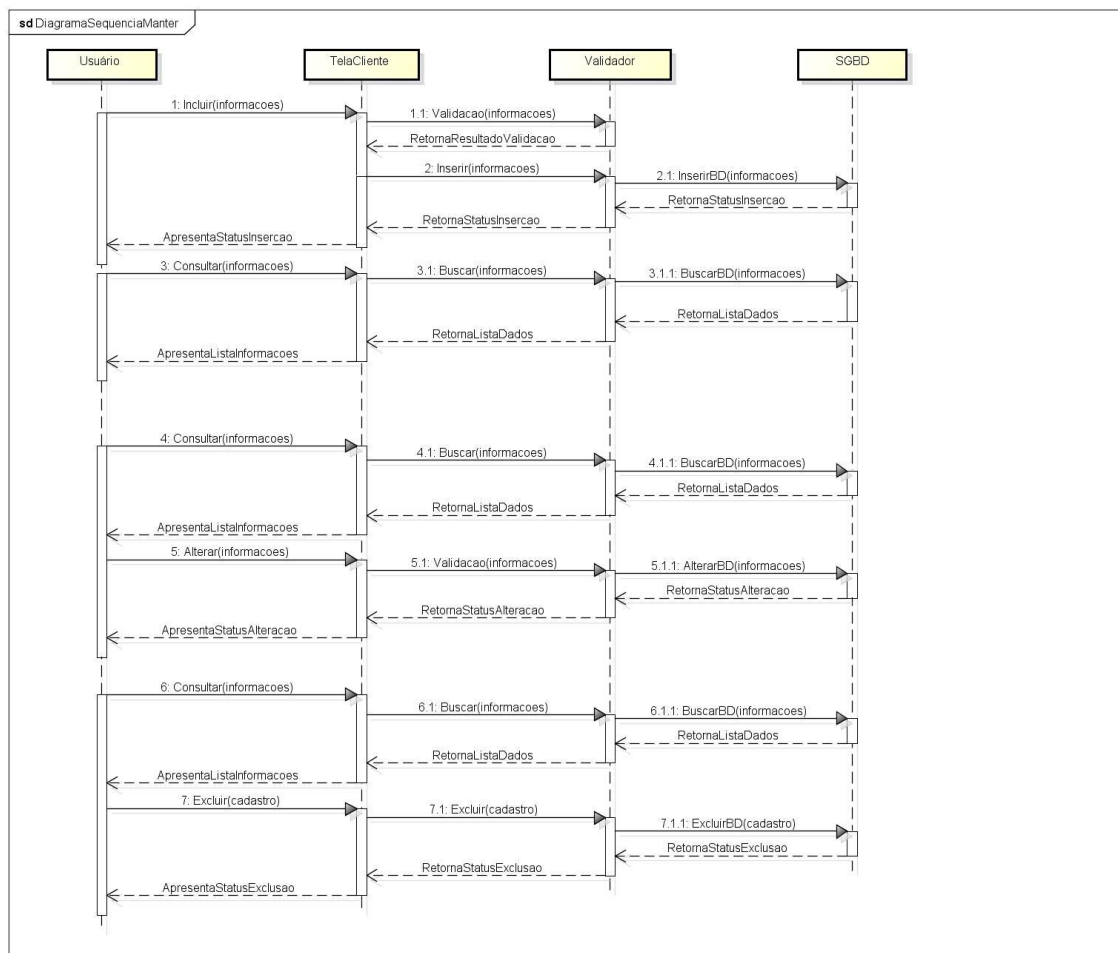 sd DiagramaSequenciaManter
Usuário
TelaCliente
Validador
SGBD
1: Incluir(informacoes)
1.1: Validacao(informacoes)
RetornaResultadoValidacao
2: Inserir(informacoes)
2.1: InserirBD(informacoes)
RetornaStatusInsercao
RetornaStatusInsercao
ApresentaStatusInsercao
3: Consultar(informacoes)
3.1: Buscar(informacoes)
3.1.1: BuscarBD(informacoes)
RetornaListaDados
RetornaListaDados
ApresentaListaInformacoes
4: Consultar(informacoes)
4.1: Buscar(informacoes)
4.1.1: BuscarBD(informacoes)
RetornaListaDados
RetornaListaDados
ApresentaListaInformacoes
5: Alterar(informacoes)
5.1: Validacao(informacoes)
5.1.1: AlterarBD(informacoes)
RetornaStatusAlteração
RetornaStatusAlteracao
ApresentaStatusAlteracao
6: Consultar(informacoes)
6.1: Buscar(informacoes)
6.1.1: BuscarBD(informacoes)
RetornaListaDados
RetornaListaDados
ApresentaListaInformacoes
7: Excluir(cadastro)
7.1: Excluir(cadastro)
7.1.1: ExcluirBD(cadastro)
RetornaStatusExclusao
RetornaStatusExclusao
ApresentaStatusExclusao